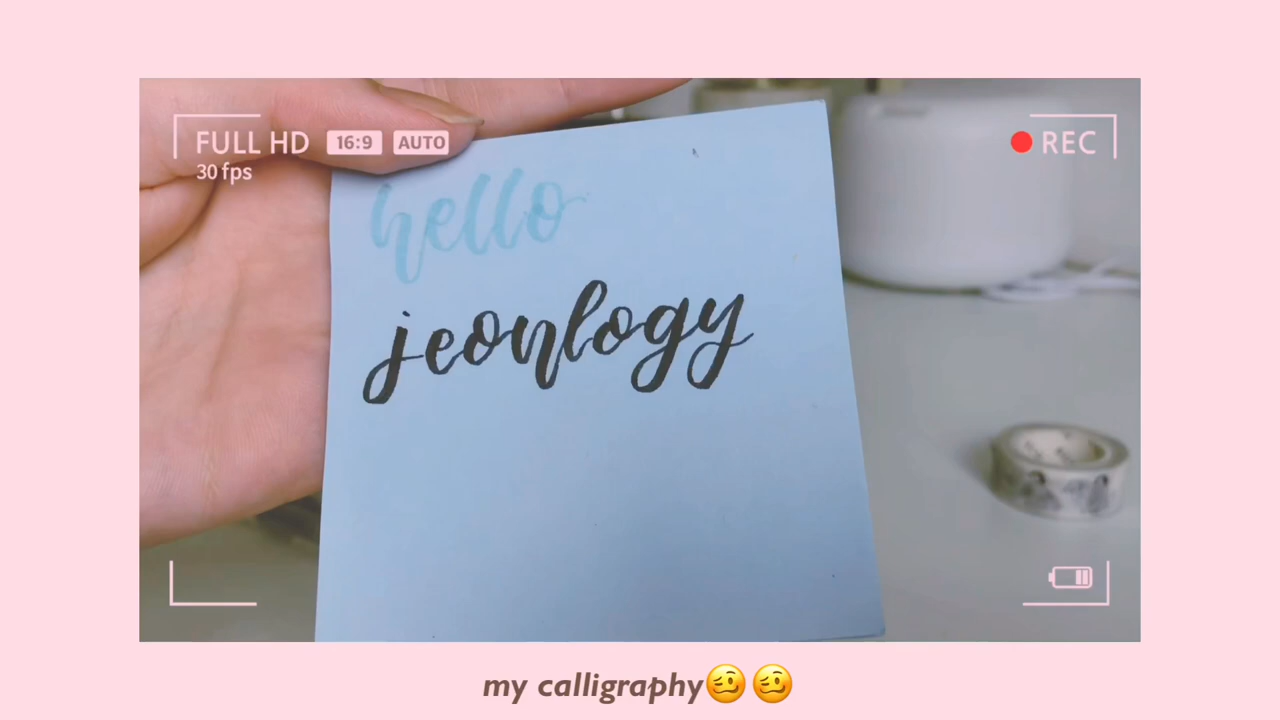 FULL HD 16:9 AUTO
REC
30 fps
hello
jeonlogy
my calligraphy🥴🥴